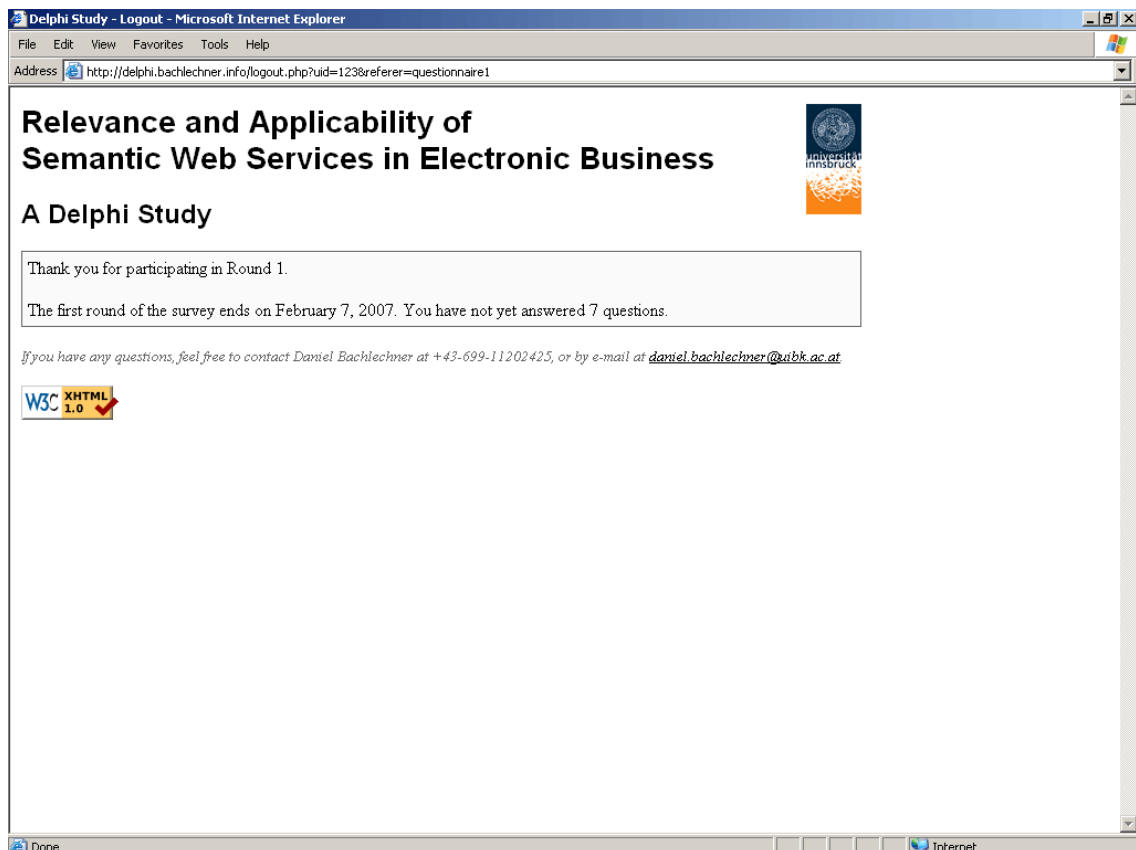 Delphi Study - Logout - Microsoft Internet Explorer
File Edit View Favorites Tools Help
Address http://delphi.bachlechner.info/logout.php?uid=123&referer=questionnaire1
Relevance and Applicability of
Semantic Web Services in Electronic Business
universität
innsbruck
A Delphi Study
Thank you for participating in Round 1.
The first round of the survey ends on February 7, 2007. You have not yet answered 7 questions.
If you have any questions, feel free to contact Daniel Bachlechner at +43-699-11202425, or by e-mail at daniel.bachlechner@uibk.ac.at.
W3C XHTML
1.0
Done Internet